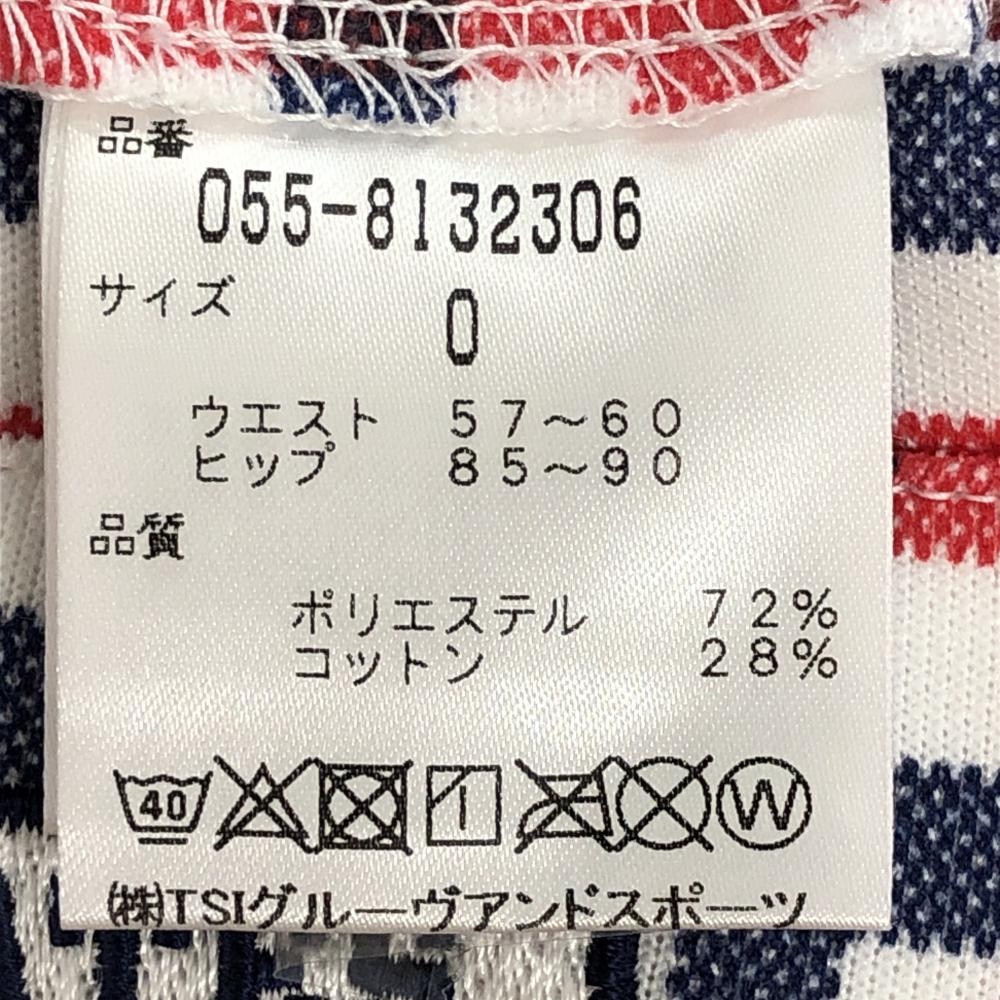 品番
055-8132306
サイズ
0
ウエスト 57~60
ヒップ 85~90
品質
ポリエステル 72%
コットン 28%
40
W
㈱TSIグルーヴアンドスポーツ